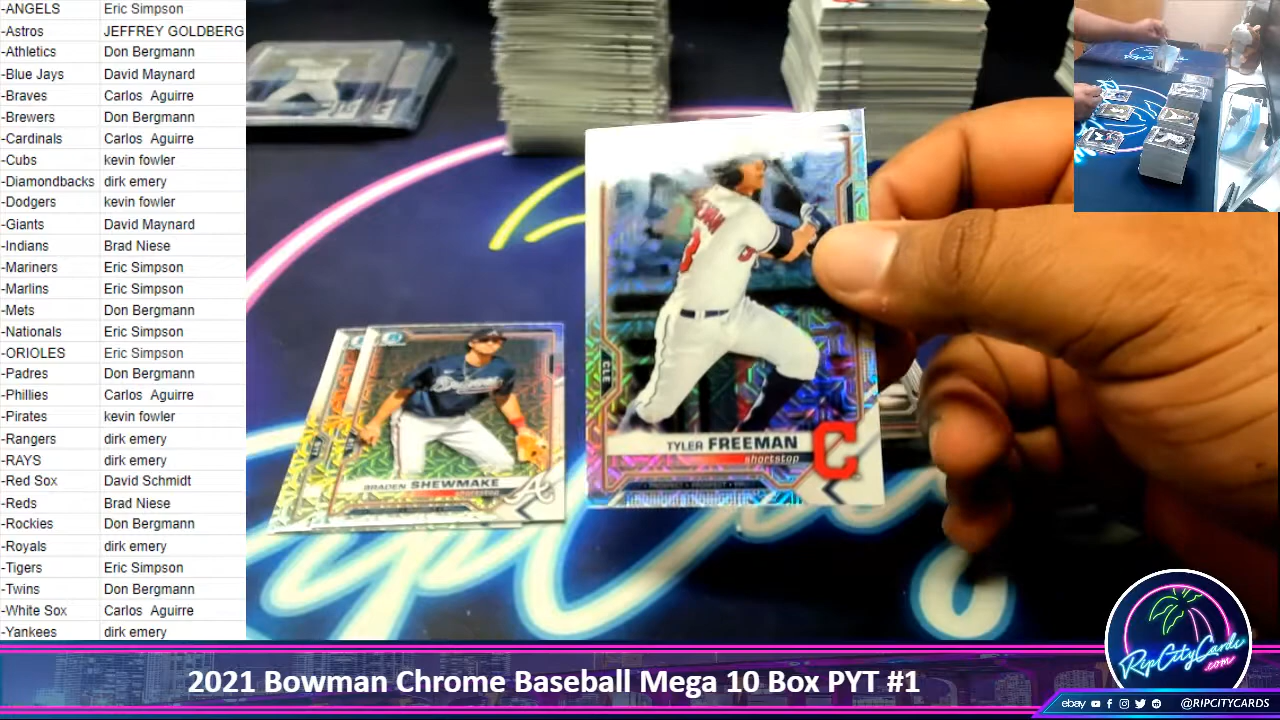 -ANGELS Eric Simpson
-Astros JEFFREY GOLDBERG
-Athletics Don Bergmann
-Blue Jays David Maynard
-Braves Carlos Aguirre
-Brewers Don Bergmann
-Cardinals Carlos Aguirre
-Cubs kevin fowler
-Diamondbacks dirk emery
-Dodgers kevin fowler
-Giants David Maynard
-Indians Brad Niese
-Mariners Eric Simpson
-Marlins Eric Simpson
-Mets Don Bergmann
-Nationals Eric Simpson
-ORIOLES Eric Simpson
-Padres Don Bergmann
-Phillies Carlos Aguirre
-Pirates kevin fowler
-Rangers dirk emery
-RAYS dirk emery
-Red Sox David Schmidt
-Reds Brad Niese
-Rockies Don Bergmann
-Royals dirk emery
-Tigers Eric Simpson
-Twins Don Bergmann
-White Sox Carlos Aguirre
-Yankees dirk emery
CLE
TYLER FREEMAN
shortstop
C
Braves
BRADEN SHEWMAKE
shortstop
A
2021 Bowman Chrome Baseball Mega 10 Box PYT #1
RipCityCards
.com
ebay @RIPCITYCARDS